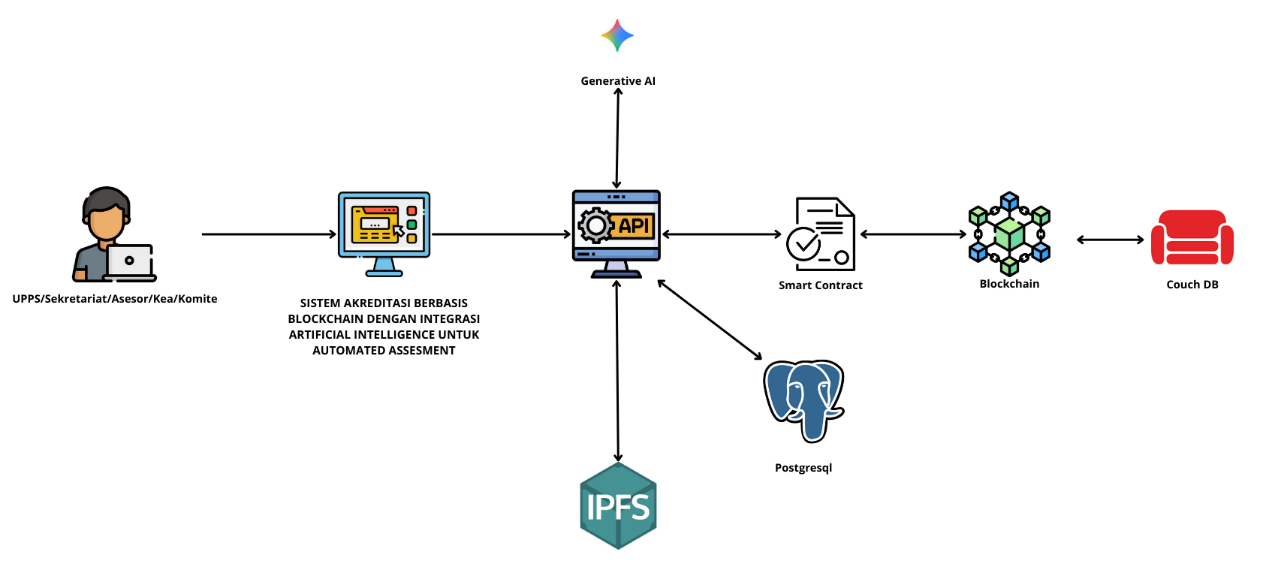 Generative AI
API
UPPS/Sekretariat/Asesor/Kea/Komite
SISTEM AKREDITASI BERBASIS
BLOCKCHAIN DENGAN INTEGRASI
ARTIFICIAL INTELLIGENCE UNTUK
AUTOMATED ASSESMENT
Smart Contract
Blockchain
Couch DB
Postgresql
IPFS